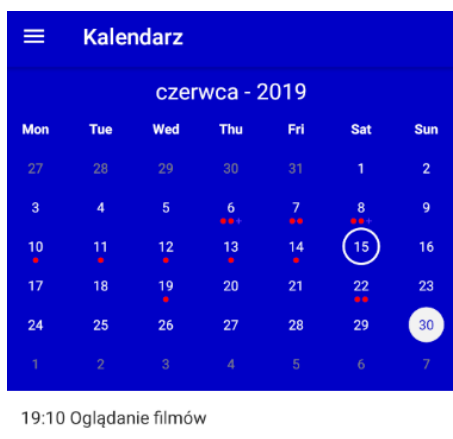 Kalendarz
czerwca - 2019
Mon Tue Wed Thu Fri Sat Sun
27 28 29 30 31 1 2
3 4 5 6 7 8 9
10 11 12 13 14 15 16
17 18 19 20 21 22 23
24 25 26 27 28 29 30
1 2 3 4 5 6 7
19:10 Oglądanie filmów